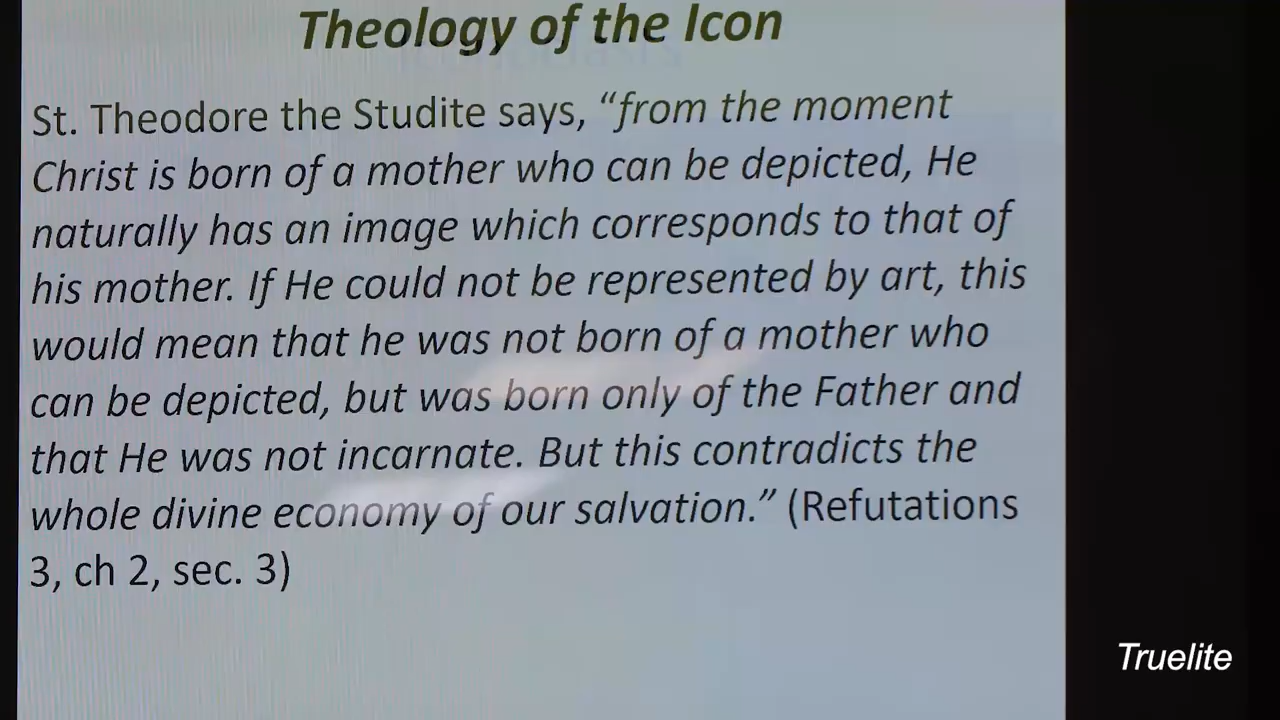 Theology of the Icon
St. Theodore the Studite says, “from the moment
Christ is born of a mother who can be depicted, He
naturally has an image which corresponds to that of
his mother. If He could not be represented by art, this
would mean that he was not born of a mother who
can be depicted, but was born only of the Father and
that He was not incarnate. But this contradicts the
whole divine economy of our salvation.” (Refutations
3, ch 2, sec. 3)
Truelite